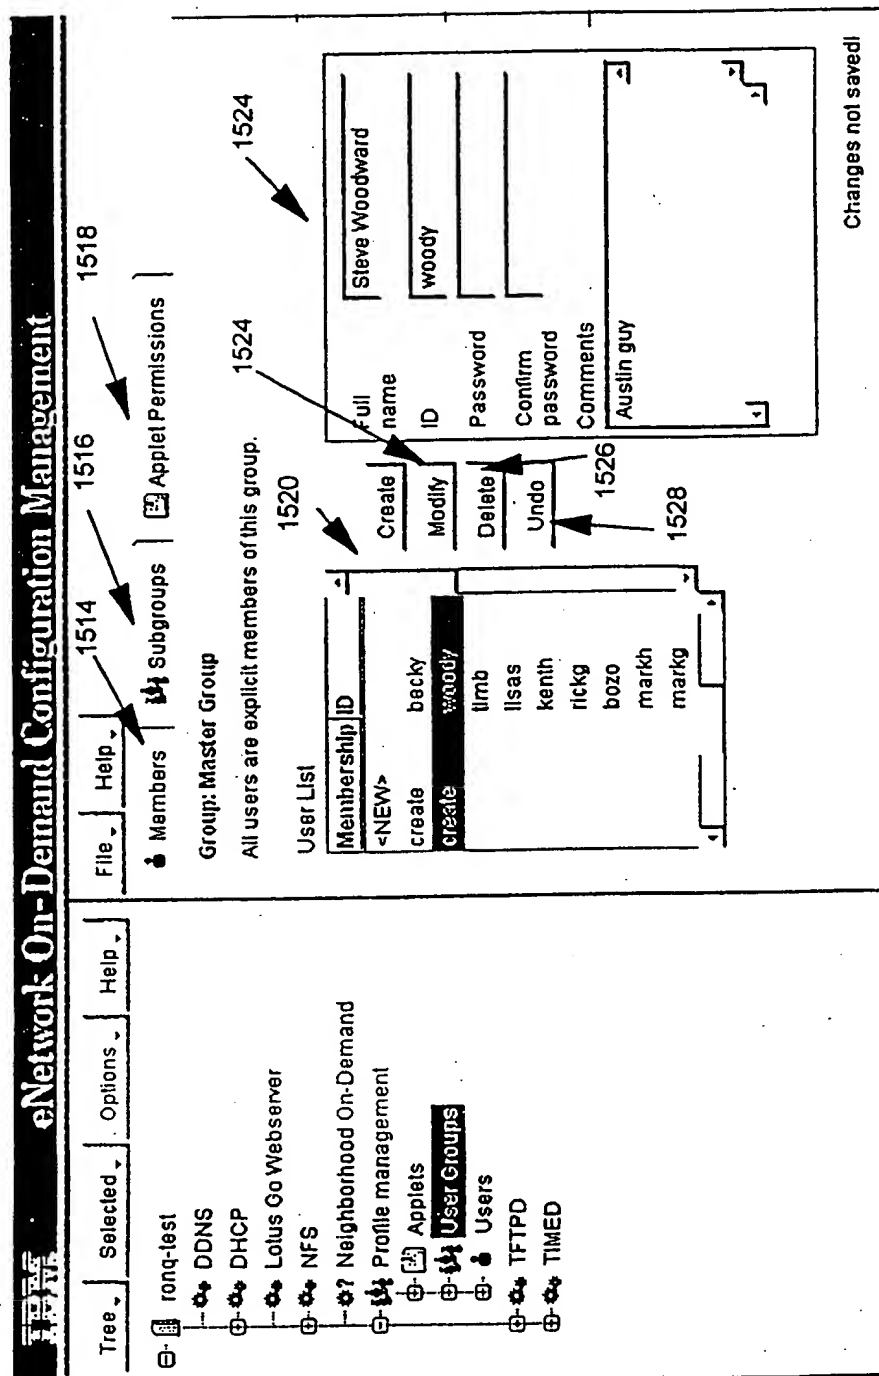 IBM eNetwork On-Demand Configuration Management
Tree Selected Options Help
ronq-test
DDNS
DHCP
Lotus Go Webserver
NFS
Neighborhood On-Demand
Profile management
Applets
User Groups
Users
TFTPD
TIMED
File Help
1514
1516
1518
Members Subgroups Applet Permissions
Group: Master Group
All users are explicit members of this group.
User List
1520
1524
1524
Membership ID
<NEW>
create becky
create woody
timb
lisas
kenth
rickg
bozo
markh
markg
Create
Modify
Delete
Undo
1526
1528
Full name Steve Woodward
ID woody
Password
Confirm password
Comments
Austin guy
Changes not saved!